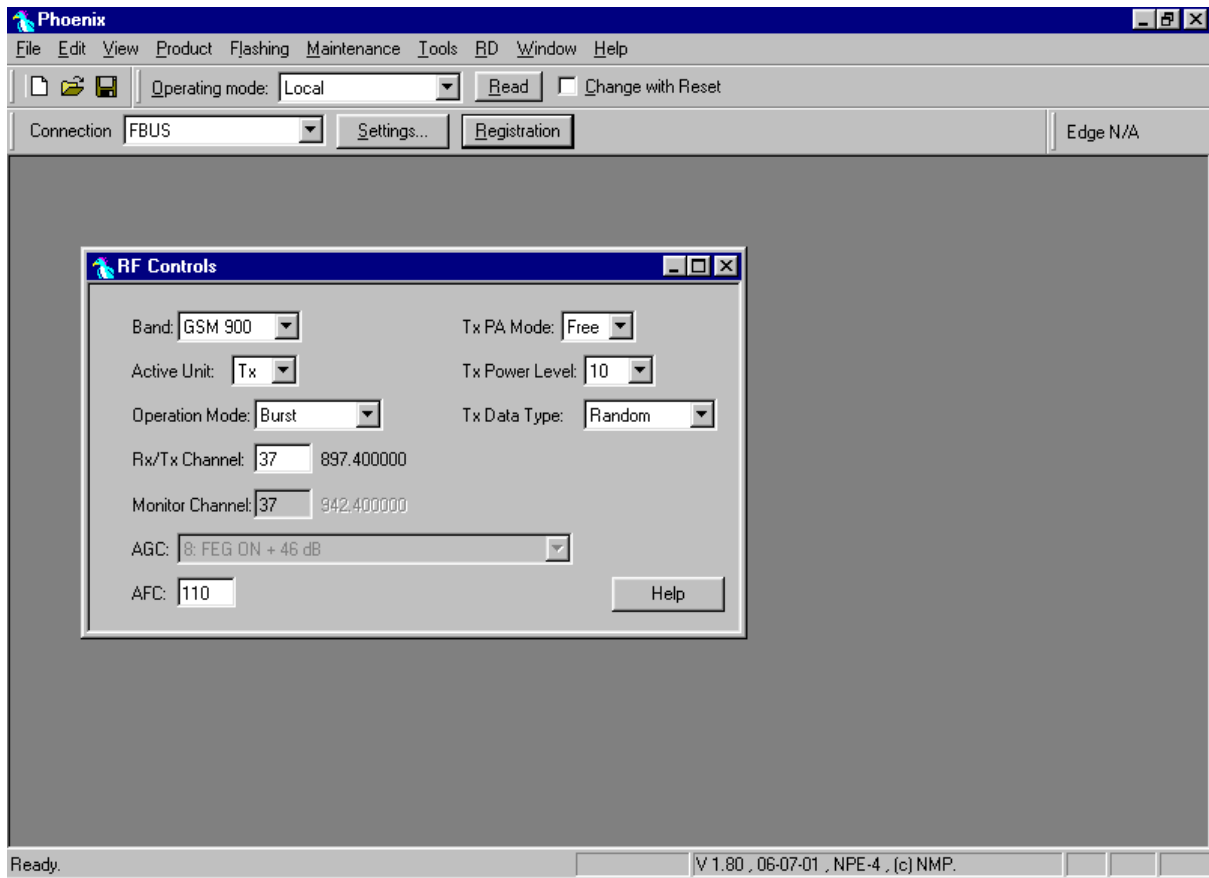 Phoenix
File Edit View Product Flashing Maintenance Tools RD Window Help
Operating mode: Local Read Change with Reset
Connection FBUS Settings... Registration Edge N/A
RF Controls
Band: GSM 900 Tx PA Mode: Free
Active Unit: Tx Tx Power Level: 10
Operation Mode: Burst Tx Data Type: Random
Rx/Tx Channel: 37 897.400000
Monitor Channel: 37 942.400000
AGC: 8: FEG ON + 46 dB
AFC: 110 Help
Ready. V 1.80 , 06-07-01 , NPE-4 , (c) NMP.